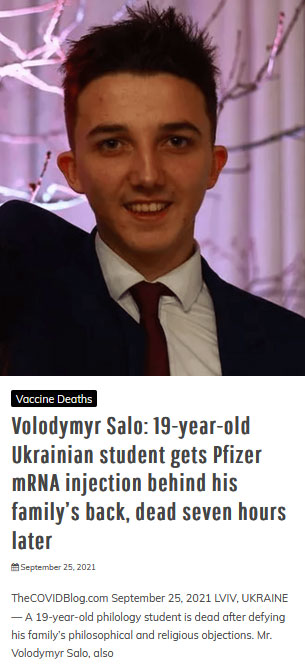 Vaccine Deaths
Volodymyr Salo: 19-year-old
Ukrainian student gets Pfizer
mRNA injection behind his
family’s back, dead seven hours
later
September 25, 2021
TheCOVIDBlog.com September 25, 2021 LVIV, UKRAINE
— A 19-year-old philology student is dead after defying
his family’s philosophical and religious objections. Mr.
Volodymyr Salo, also